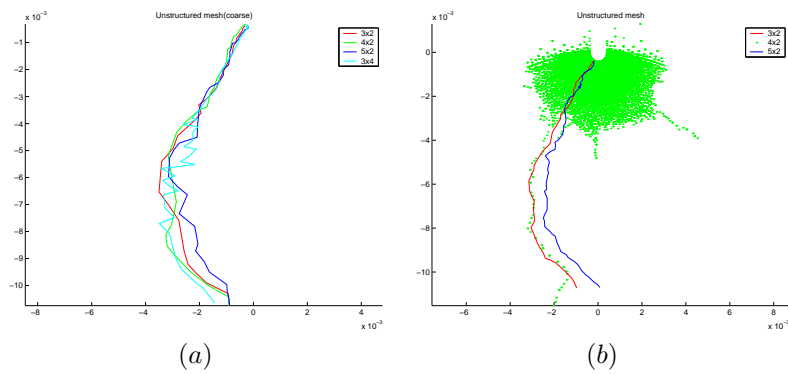 Unstructured mesh(coarse)
x 10⁻³
3x2
4x2
5x2
3x4
−1
−2
−3
−4
−5
−6
−7
−8
−9
−10
−8
−6
−4
−2
0
2
4
x 10⁻³
(a)
Unstructured mesh
x 10⁻³
3x2
4x2
5x2
0
−2
−4
−6
−8
−10
−6
−4
−2
0
2
4
6
8
x 10⁻³
(b)